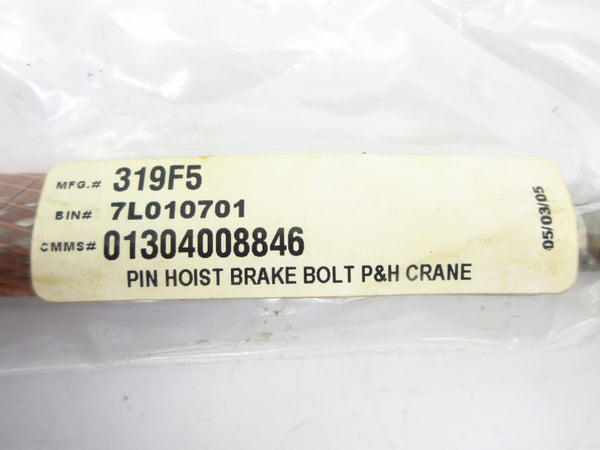 MFG.# 319F5
BIN# 7L010701
CMMS# 01304008846
PIN HOIST BRAKE BOLT P&H CRANE
05/03/05